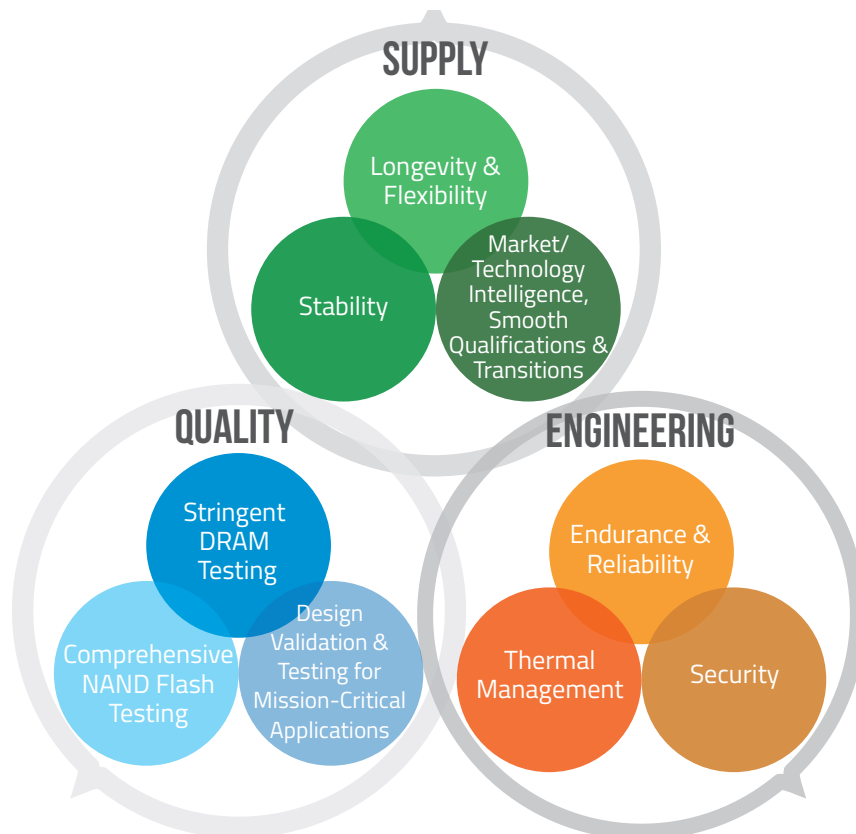 SUPPLY
Longevity &
Flexibility
Stability
Market/
Technology
Intelligence,
Smooth
Qualifications &
Transitions
QUALITY
Stringent
DRAM
Testing
Comprehensive
NAND Flash
Testing
Design
Validation &
Testing for
Mission-Critical
Applications
ENGINEERING
Endurance &
Reliability
Thermal
Management
Security